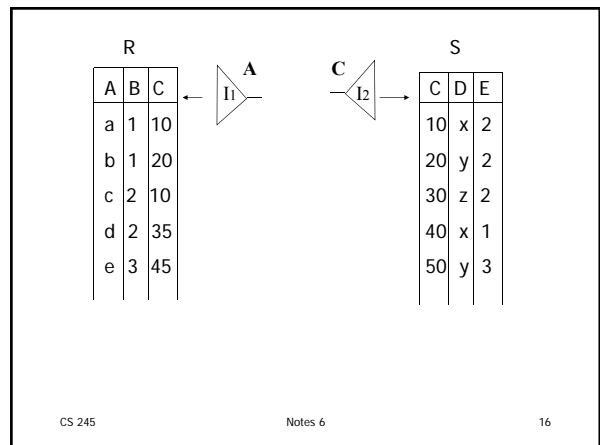 R S
A C
I1 I2
A B C C D E
a 1 10 10 x 2
b 1 20 20 y 2
c 2 10 30 z 2
d 2 35 40 x 1
e 3 45 50 y 3
CS 245 Notes 6 16